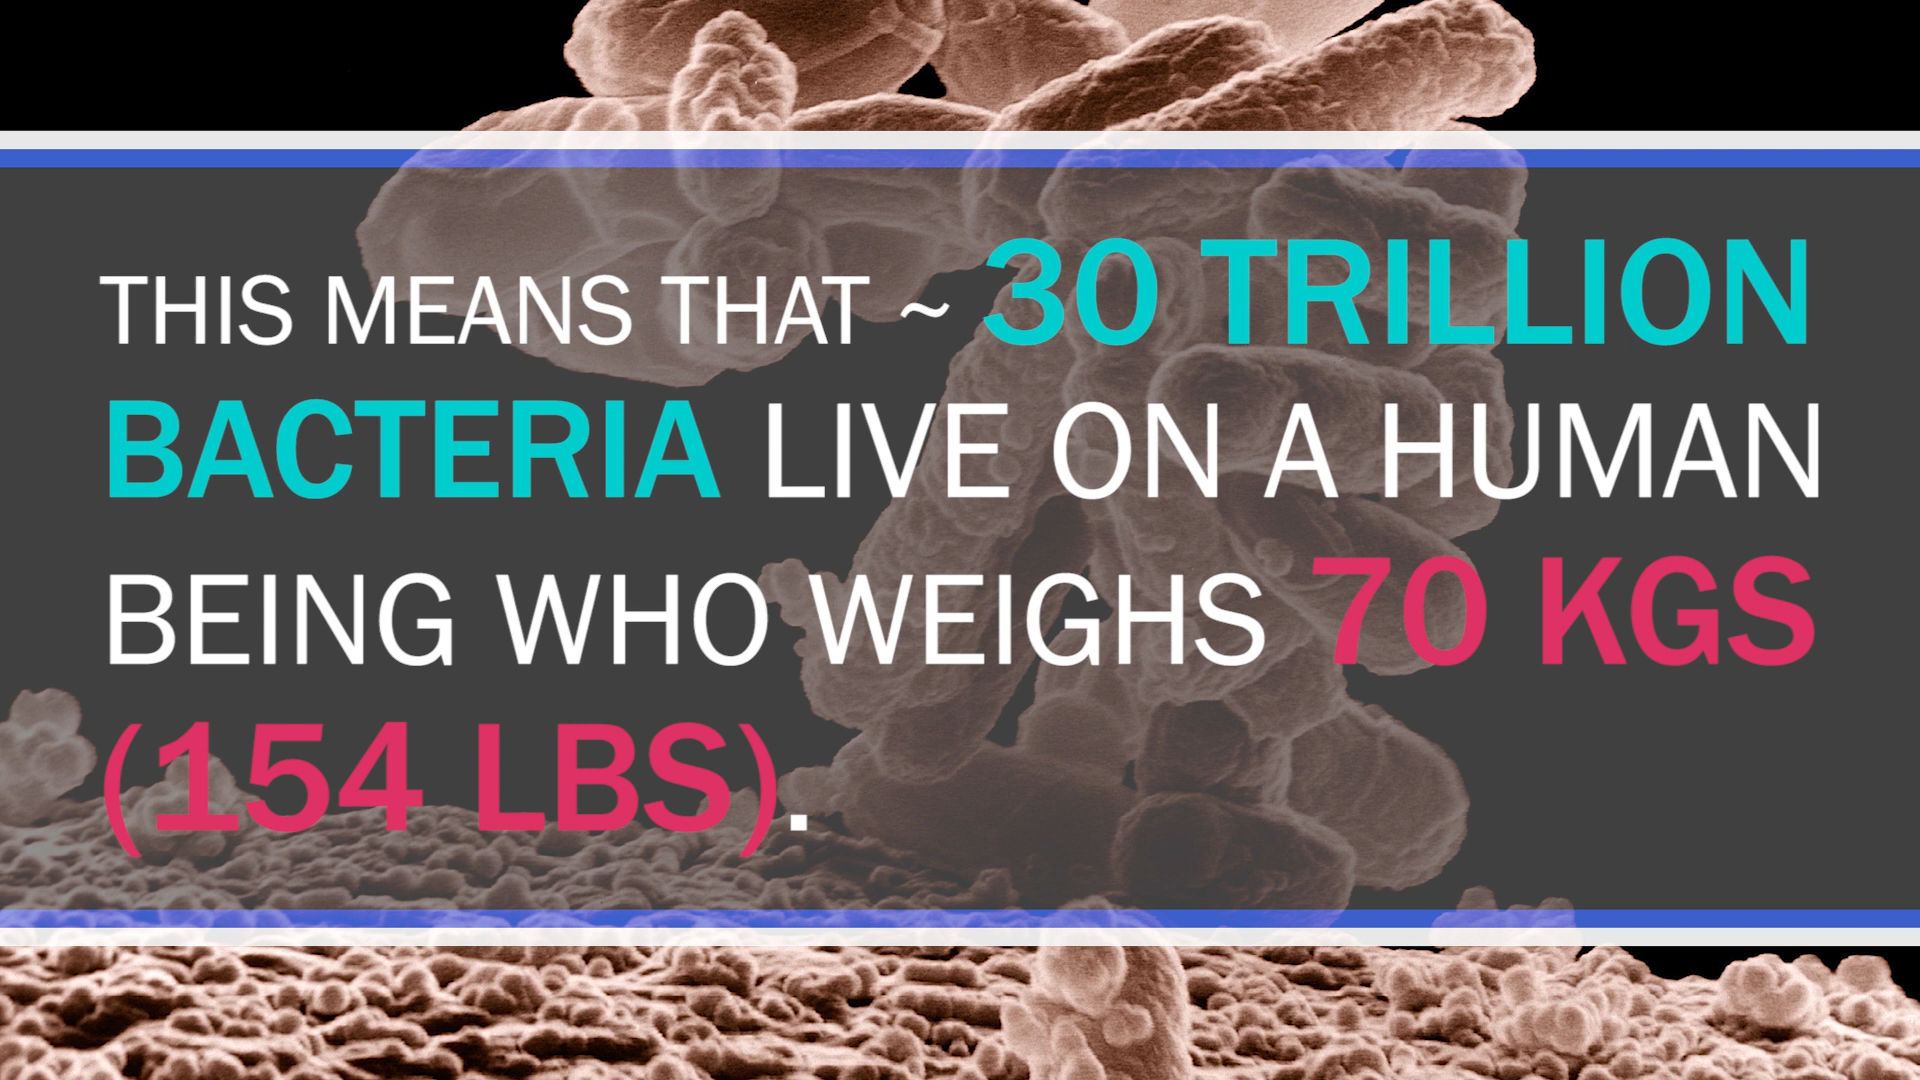 THIS MEANS THAT ~ 30 TRILLION
BACTERIA LIVE ON A HUMAN
BEING WHO WEIGHS 70 KGS
(154 LBS).